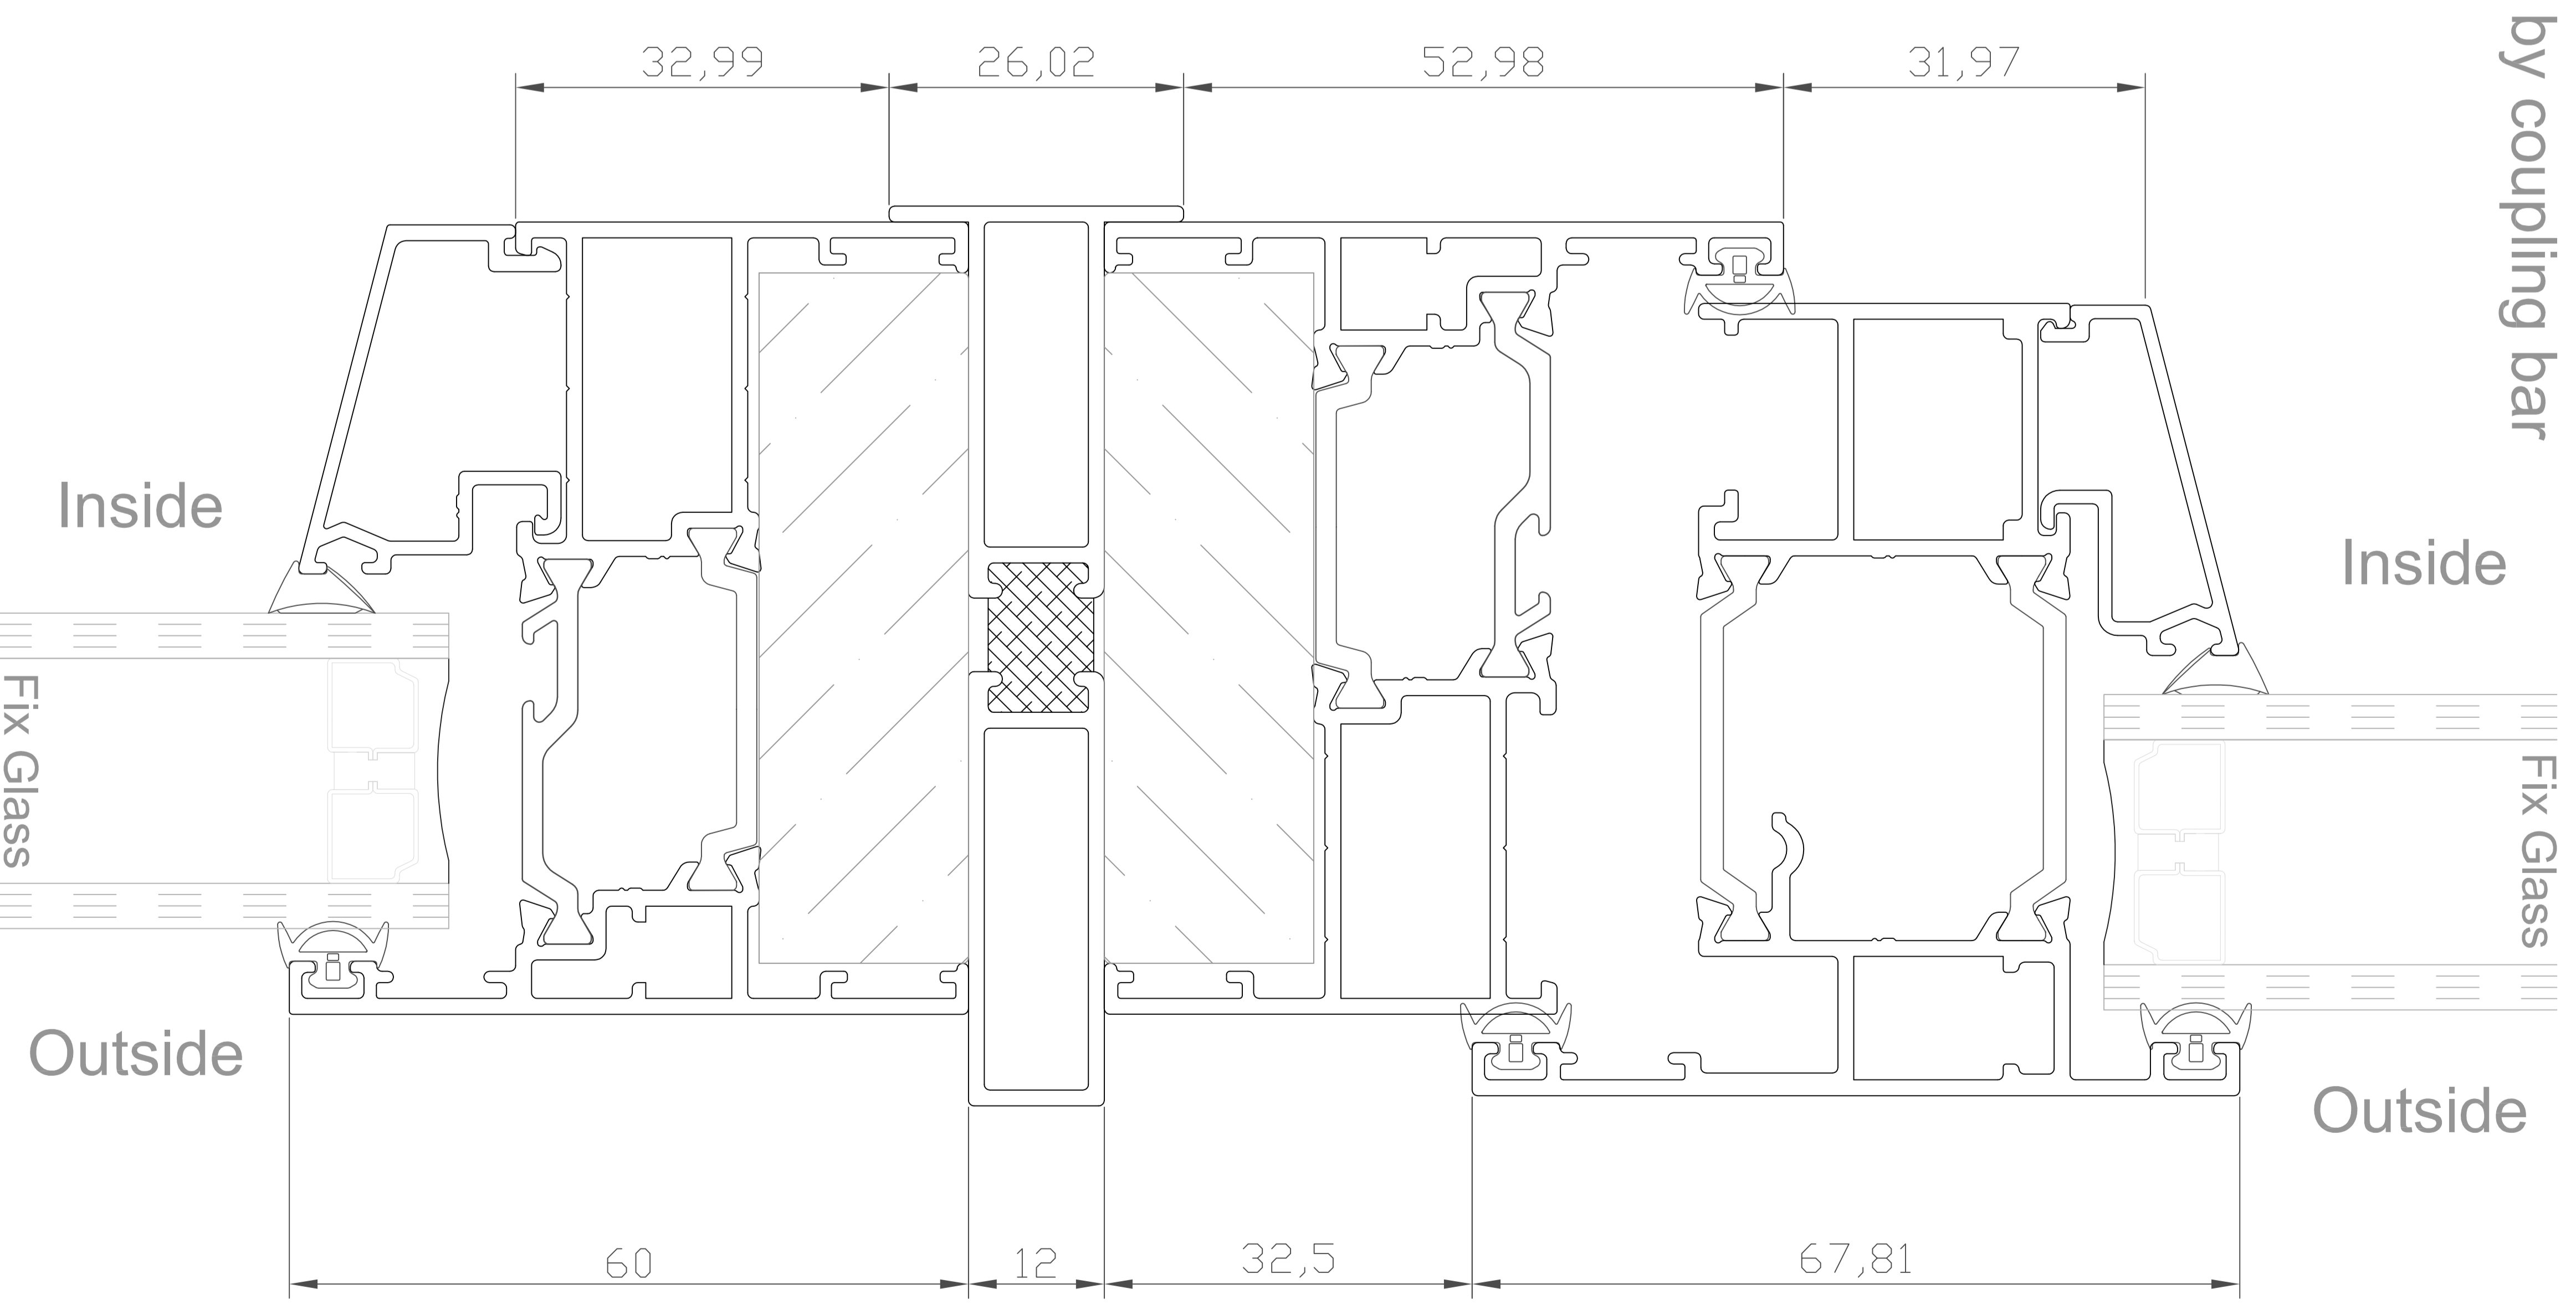 32,99
26,02
52,98
31,97
by coupling bar
Inside
Inside
Fix Glass
Fix Glass
Outside
Outside
60
12
32,5
67,81